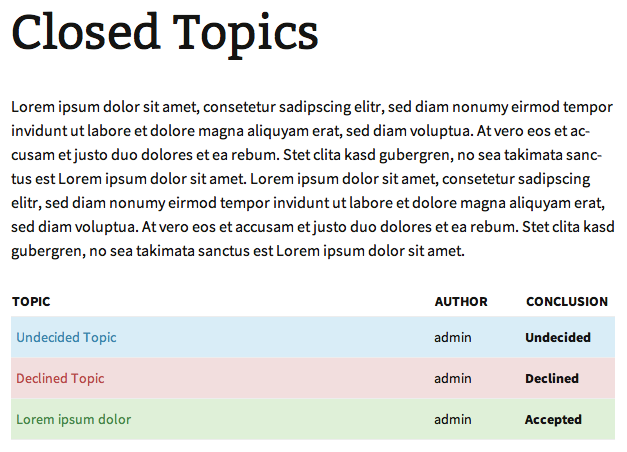 Closed Topics
Lorem ipsum dolor sit amet, consetetur sadipscing elitr, sed diam nonumy eirmod tempor
invidunt ut labore et dolore magna aliquyam erat, sed diam voluptua. At vero eos et ac-
cusam et justo duo dolores et ea rebum. Stet clita kasd gubergren, no sea takimata sanc-
tus est Lorem ipsum dolor sit amet. Lorem ipsum dolor sit amet, consetetur sadipscing
elitr, sed diam nonumy eirmod tempor invidunt ut labore et dolore magna aliquyam erat,
sed diam voluptua. At vero eos et accusam et justo duo dolores et ea rebum. Stet clita kasd
gubergren, no sea takimata sanctus est Lorem ipsum dolor sit amet.
TOPIC AUTHOR CONCLUSION
Undecided Topic admin Undecided
Declined Topic admin Declined
Lorem ipsum dolor admin Accepted